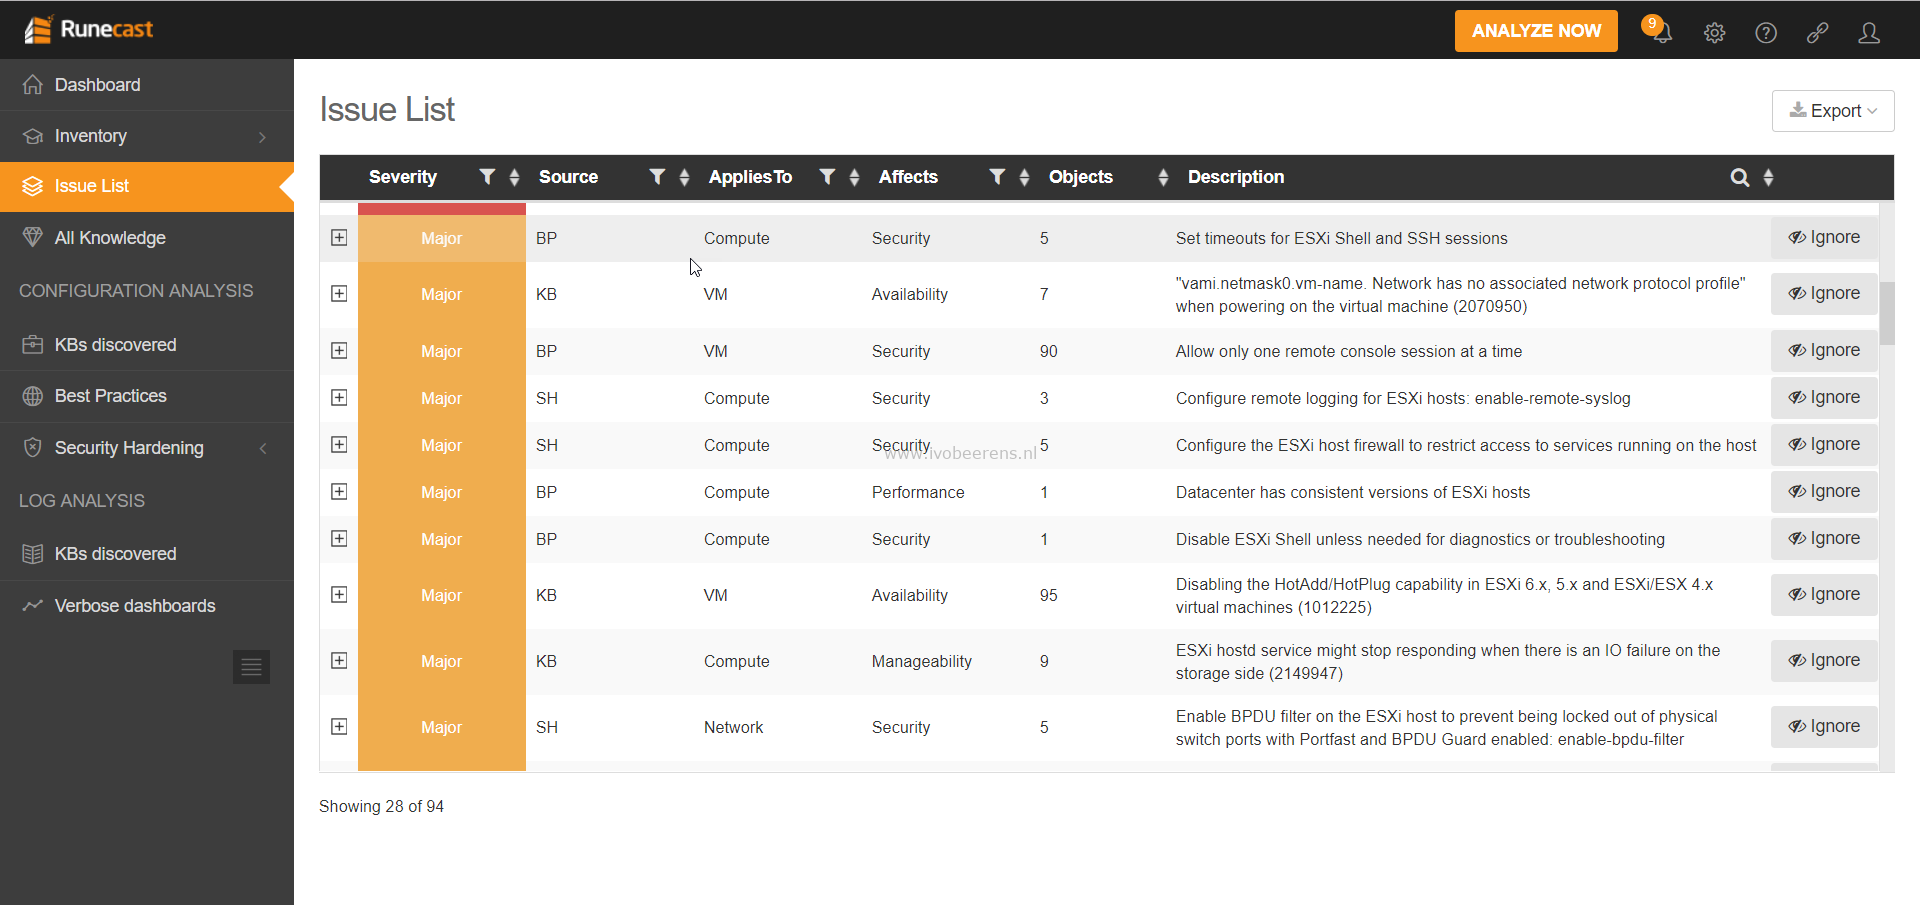 Runecast
ANALYZE NOW
9
Dashboard
Inventory
Issue List
All Knowledge
CONFIGURATION ANALYSIS
KBs discovered
Best Practices
Security Hardening
LOG ANALYSIS
KBs discovered
Verbose dashboards
Issue List
Export
Severity Source AppliesTo Affects Objects Description
Major BP Compute Security 5 Set timeouts for ESXi Shell and SSH sessions Ignore
Major KB VM Availability 7 "vami.netmask0.vm-name. Network has no associated network protocol profile"
when powering on the virtual machine (2070950) Ignore
Major BP VM Security 90 Allow only one remote console session at a time Ignore
Major SH Compute Security 3 Configure remote logging for ESXi hosts: enable-remote-syslog Ignore
Major SH Compute Security 5 Configure the ESXi host firewall to restrict access to services running on the host Ignore
www.ivobeerens.nl
Major BP Compute Performance 1 Datacenter has consistent versions of ESXi hosts Ignore
Major BP Compute Security 1 Disable ESXi Shell unless needed for diagnostics or troubleshooting Ignore
Major KB VM Availability 95 Disabling the HotAdd/HotPlug capability in ESXi 6.x, 5.x and ESXi/ESX 4.x
virtual machines (1012225) Ignore
Major KB Compute Manageability 9 ESXi hostd service might stop responding when there is an IO failure on the
storage side (2149947) Ignore
Major SH Network Security 5 Enable BPDU filter on the ESXi host to prevent being locked out of physical
switch ports with Portfast and BPDU Guard enabled: enable-bpdu-filter Ignore
Showing 28 of 94